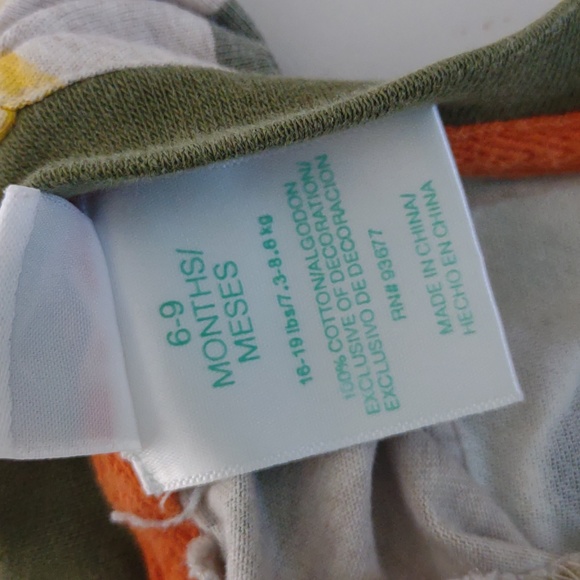 6-9
MONTHS/
MESES
16-19 lbs/7.3-8.6 kg
100% COTTON/ALGODON/
EXCLUSIVE OF DECORATION
EXCLUSIVO DE DECORACION
RN# 93677
MADE IN CHINA/
HECHO EN CHINA